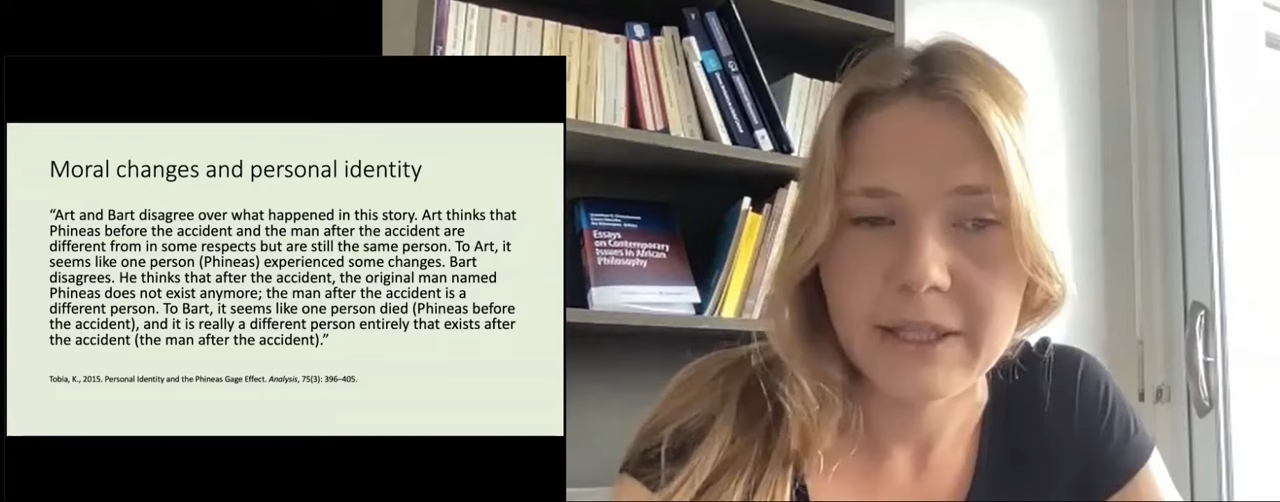 Moral changes and personal identity
“Art and Bart disagree over what happened in this story. Art thinks that
Phineas before the accident and the man after the accident are
different from in some respects but are still the same person. To Art, it
seems like one person (Phineas) experienced some changes. Bart
disagrees. He thinks that after the accident, the original man named
Phineas does not exist anymore; the man after the accident is a
different person. To Bart, it seems like one person died (Phineas before
the accident), and it is really a different person entirely that exists after
the accident (the man after the accident).”
Tobia, K., 2015. Personal Identity and the Phineas Gage Effect. Analysis, 75(3): 396–405.
Essays
on Contemporary
Issues in African
Philosophy